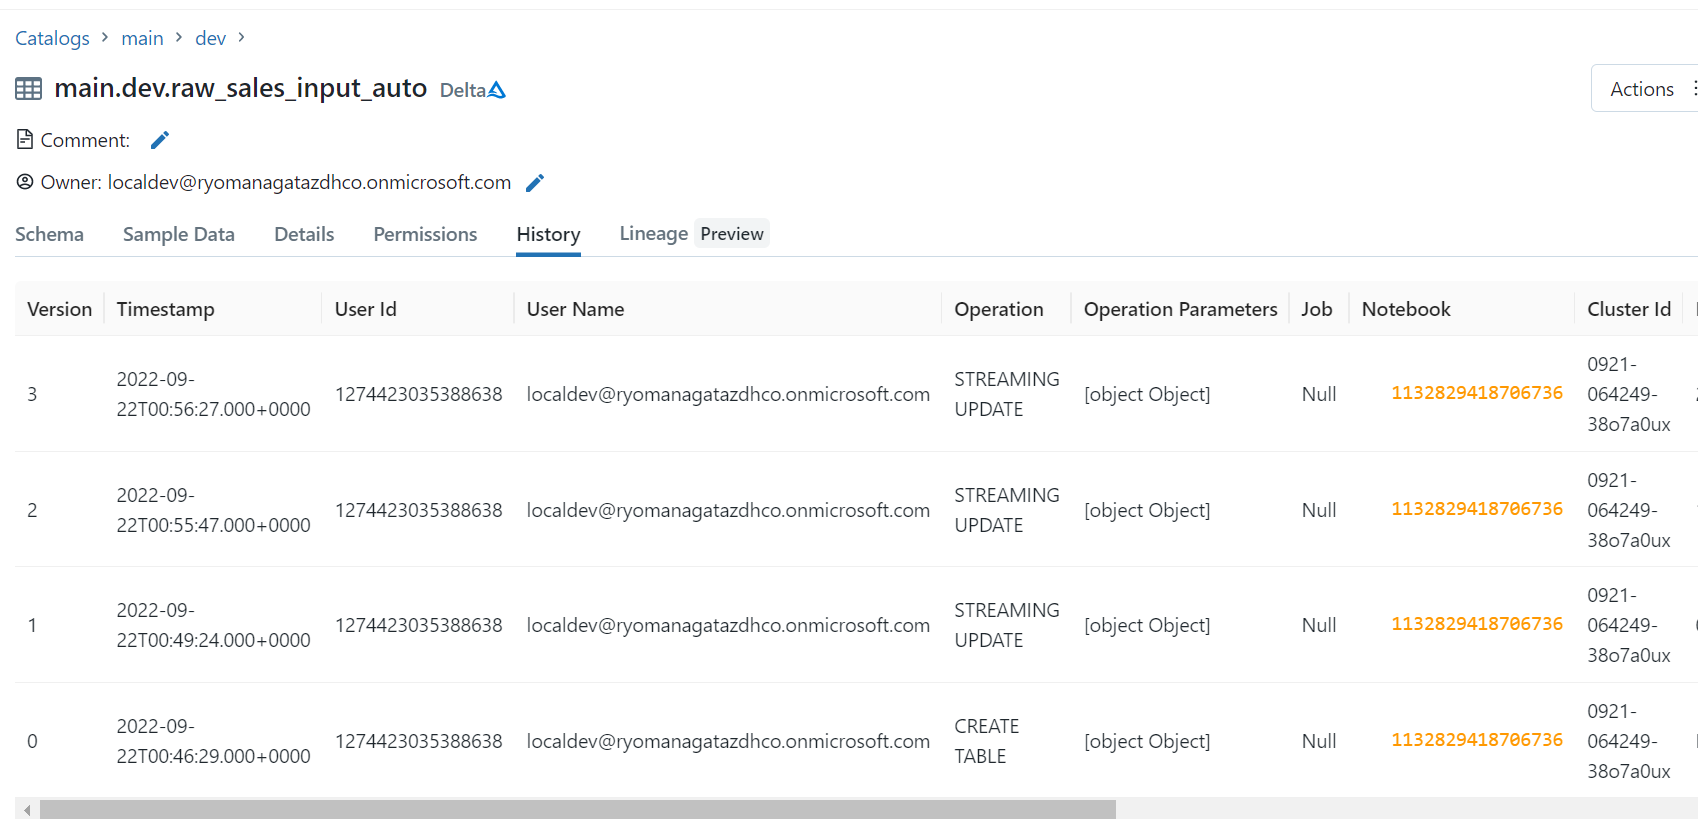 Catalogs > main > dev >
main.dev.raw_sales_input_auto Delta
Actions
Comment:
Owner: localdev@ryomanagatazdhco.onmicrosoft.com
Schema Sample Data Details Permissions History Lineage Preview
Version Timestamp User Id User Name Operation Operation Parameters Job Notebook Cluster Id
3 2022-09-22T00:56:27.000+0000 1274423035388638 localdev@ryomanagatazdhco.onmicrosoft.com STREAMING UPDATE [object Object] Null 1132829418706736 0921-064249-38o7a0ux
2 2022-09-22T00:55:47.000+0000 1274423035388638 localdev@ryomanagatazdhco.onmicrosoft.com STREAMING UPDATE [object Object] Null 1132829418706736 0921-064249-38o7a0ux
1 2022-09-22T00:49:24.000+0000 1274423035388638 localdev@ryomanagatazdhco.onmicrosoft.com STREAMING UPDATE [object Object] Null 1132829418706736 0921-064249-38o7a0ux
0 2022-09-22T00:46:29.000+0000 1274423035388638 localdev@ryomanagatazdhco.onmicrosoft.com CREATE TABLE [object Object] Null 1132829418706736 0921-064249-38o7a0ux